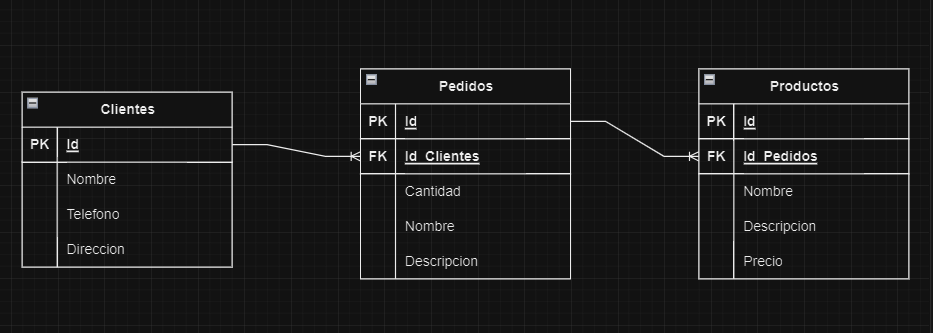 Clientes
PK Id
Nombre
Telefono
Direccion
Pedidos
PK Id
FK Id_Clientes
Cantidad
Nombre
Descripcion
Productos
PK Id
FK Id_Pedidos
Nombre
Descripcion
Precio